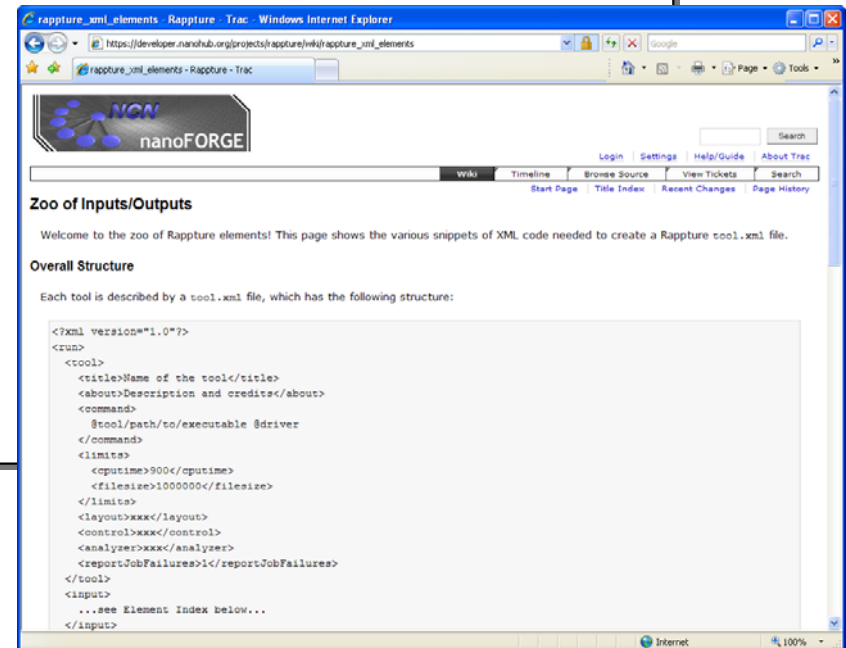 rappture_xml_elements - Rappture - Trac - Windows Internet Explorer
https://developer.nanohub.org/projects/rappture/wiki/rappture_xml_elements
Google
rappture_xml_elements - Rappture - Trac
Page
Tools
NGN
nanoFORGE
Search
Login
Settings
Help/Guide
About Trac
Wiki
Timeline
Browse Source
View Tickets
Search
Start Page
Title Index
Recent Changes
Page History
Zoo of Inputs/Outputs
Welcome to the zoo of Rappture elements! This page shows the various snippets of XML code needed to create a Rappture tool.xml file.
Overall Structure
Each tool is described by a tool.xml file, which has the following structure:
<?xml version="1.0"?>
<run>
<tool>
<title>Name of the tool</title>
<about>Description and credits</about>
<command>
@tool/path/to/executable @driver
</command>
<limits>
<cputime>900</cputime>
<filesize>1000000</filesize>
</limits>
<layout>xxx</layout>
<control>xxx</control>
<analyzer>xxx</analyzer>
<reportJobFailures>1</reportJobFailures>
</tool>
<input>
...see Element Index below...
</input>
Internet
100%